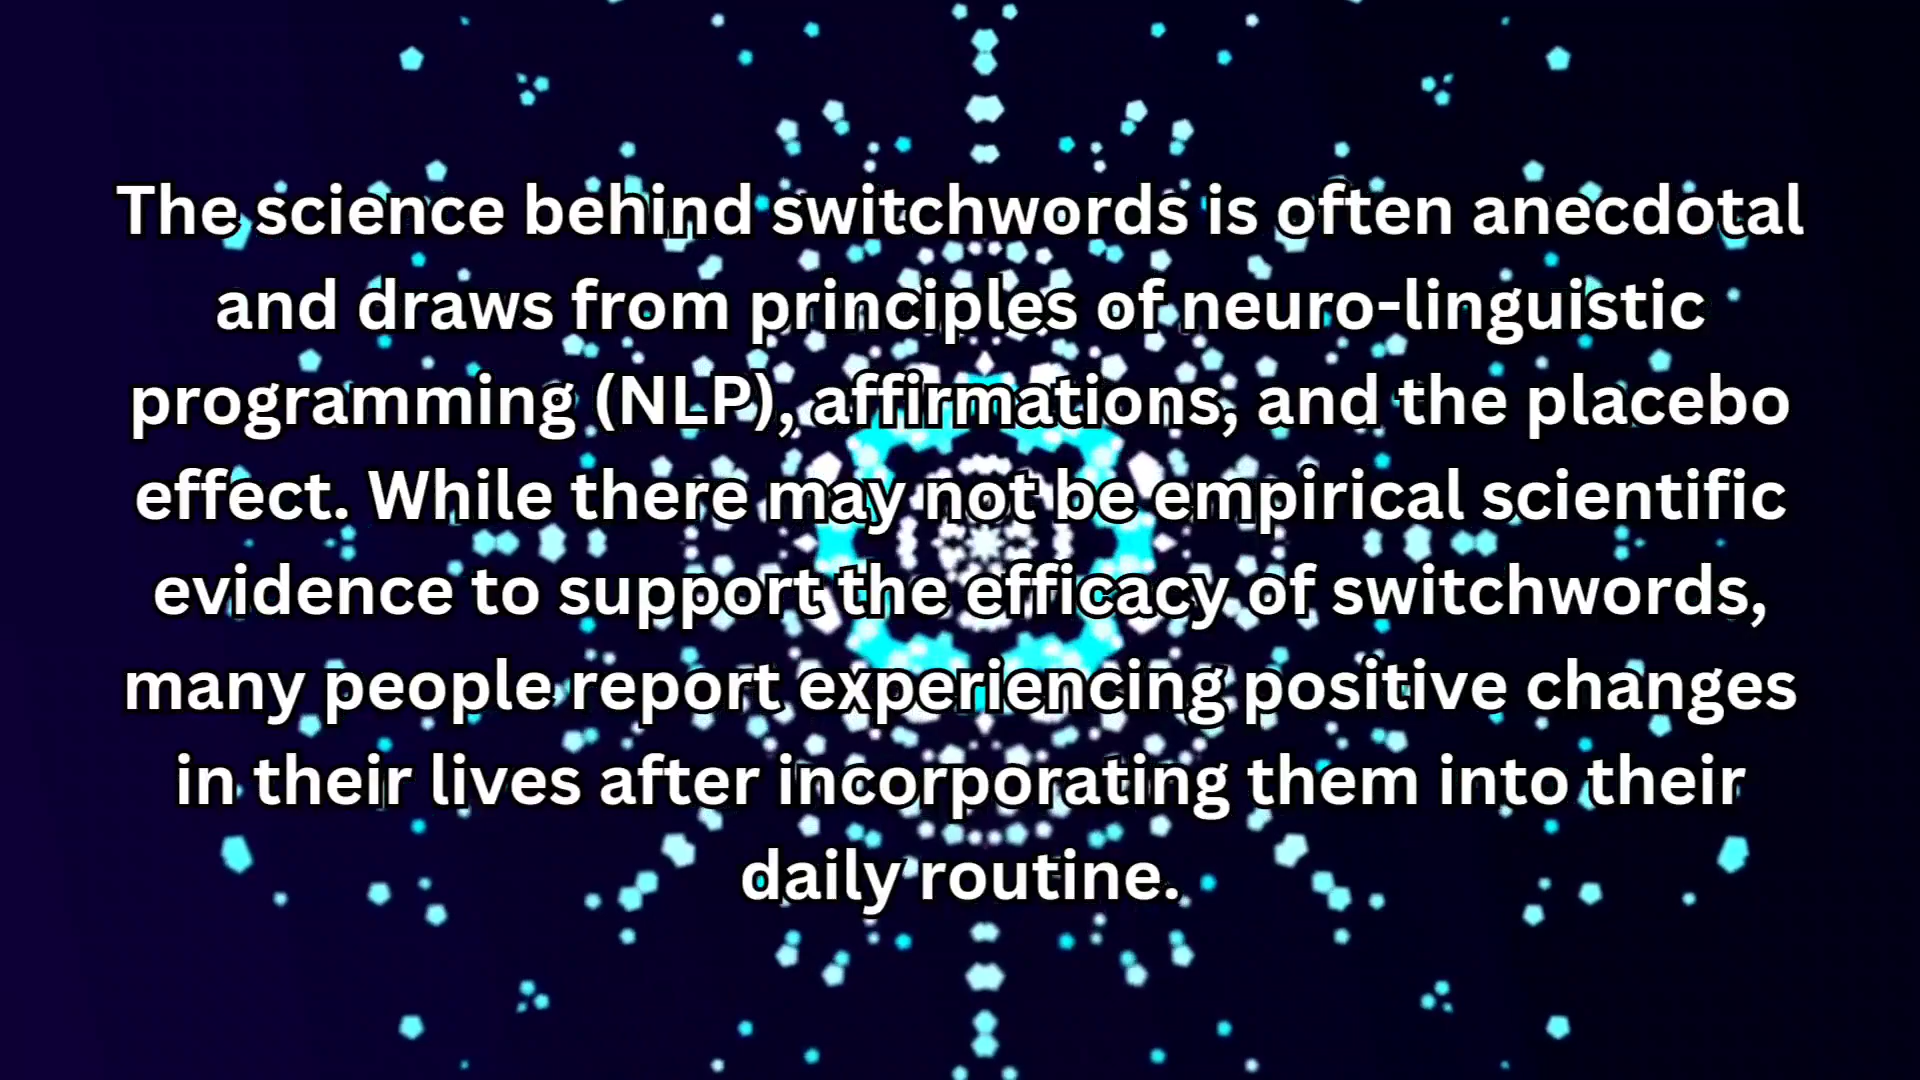 The science behind switchwords is often anecdotal
and draws from principles of neuro-linguistic
programming (NLP), affirmations, and the placebo
effect. While there may not be empirical scientific
evidence to support the efficacy of switchwords,
many people report experiencing positive changes
in their lives after incorporating them into their
daily routine.